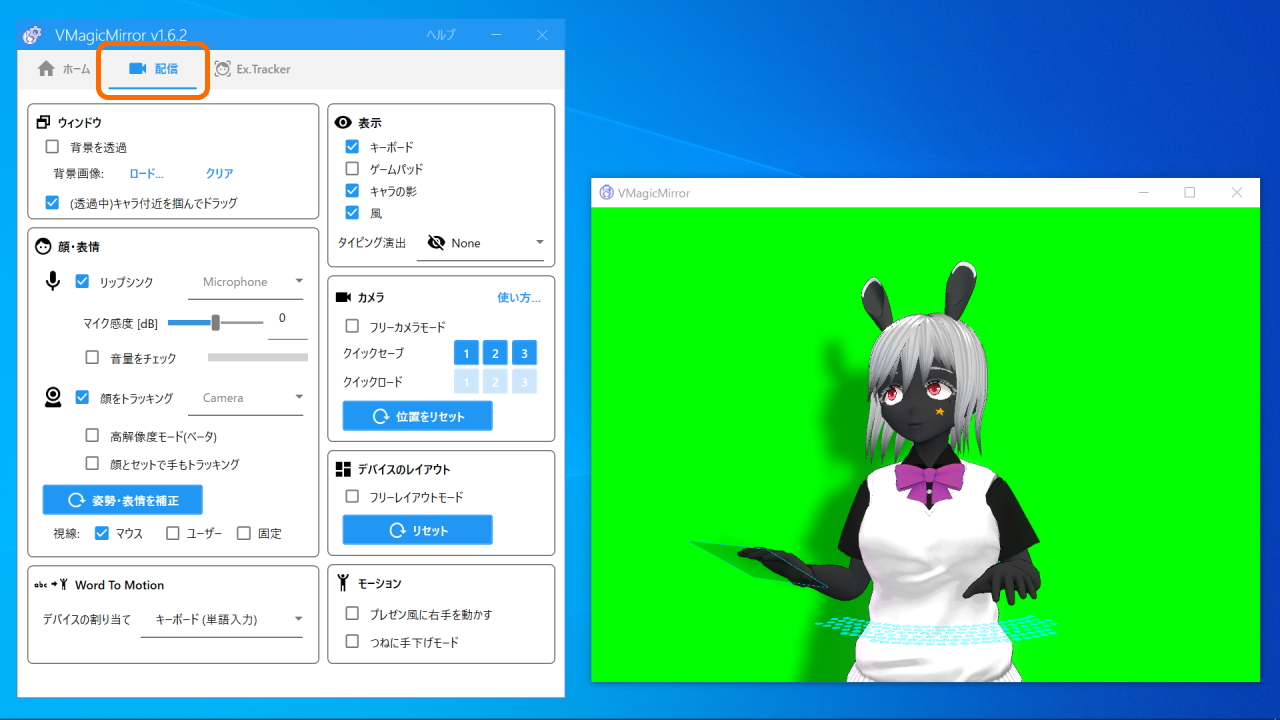 VMagicMirror v1.6.2
ヘルプ
ホーム
配信
Ex.Tracker
ウィンドウ
背景を透過
背景画像: ロード... クリア
(透過中)キャラ付近を掴んでドラッグ
顔・表情
リップシンク Microphone
マイク感度 [dB] 0
音量をチェック
顔をトラッキング Camera
高解像度モード(ベータ)
顔とセットで手もトラッキング
姿勢・表情を補正
視線: マウス ユーザー 固定
abc Word To Motion
デバイスの割り当て キーボード (単語入力)
表示
キーボード
ゲームパッド
キャラの影
風
タイピング演出 None
カメラ 使い方...
フリーカメラモード
クイックセーブ 1 2 3
クイックロード 1 2 3
位置をリセット
デバイスのレイアウト
フリーレイアウトモード
リセット
モーション
プレゼン風に右手を動かす
つねに手下げモード
VMagicMirror